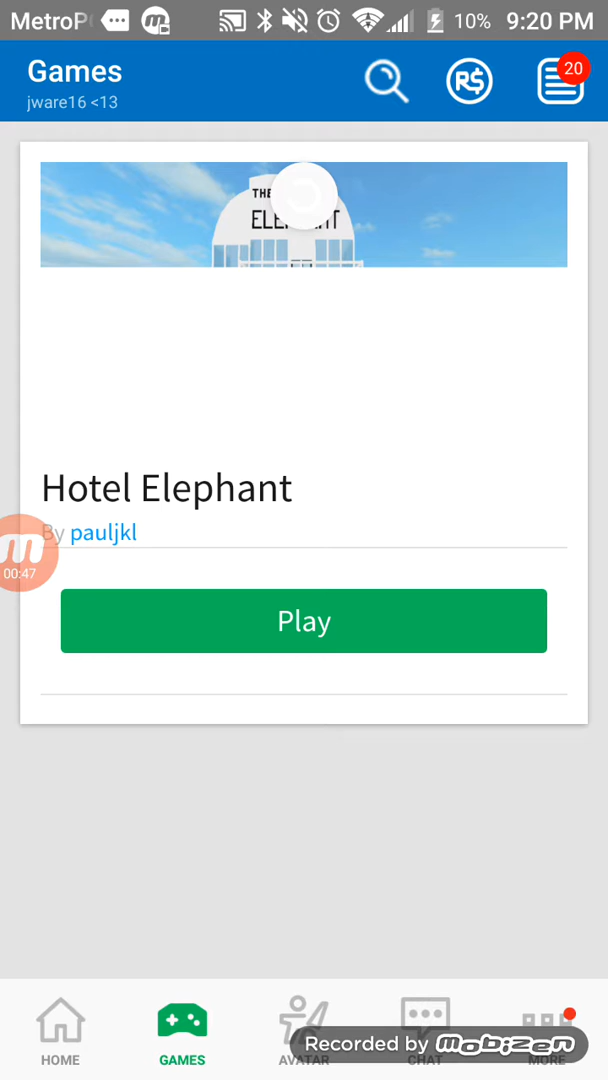 MetroP 10% 9:20 PM
Games
jware16 <13
R$
20
THE
ELEPHANT
Hotel Elephant
By pauljkl
00:47
Play
HOME GAMES AVATAR CHAT MORE
Recorded by mobizen